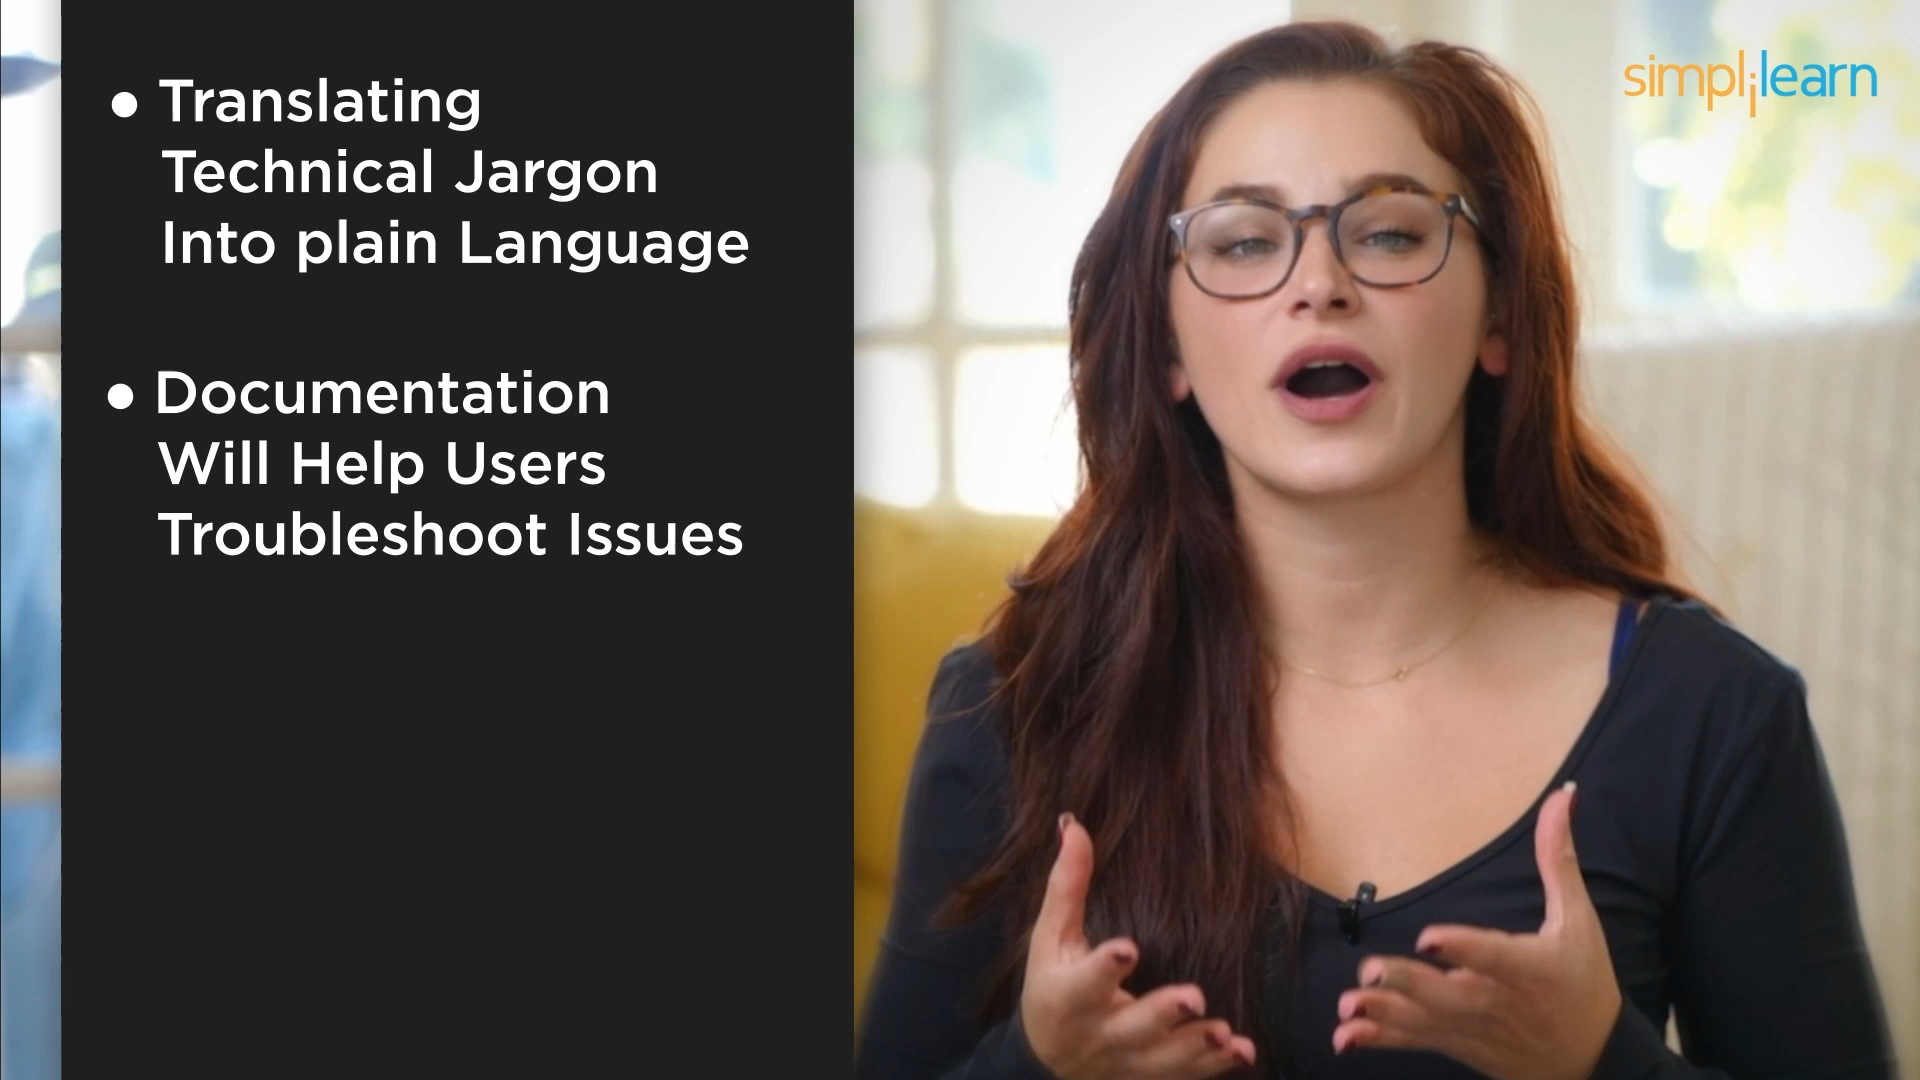 ● Translating
Technical Jargon
Into plain Language
● Documentation
Will Help Users
Troubleshoot Issues
simplilearn